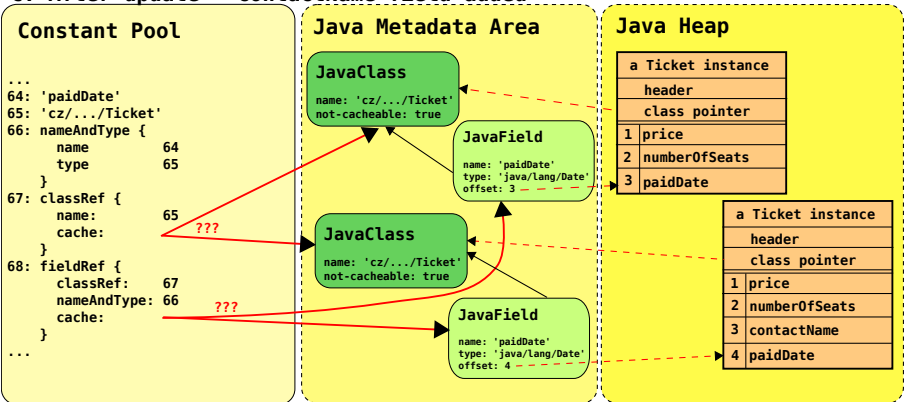 Constant Pool
...
64: 'paidDate'
65: 'cz/.../Ticket'
66: nameAndType {
name 64
type 65
}
67: classRef {
name: 65
cache:
}
68: fieldRef {
classRef: 67
nameAndType: 66
cache:
}
...
???
???
Java Metadata Area
JavaClass
name: 'cz/.../Ticket'
not-cacheable: true
JavaField
name: 'paidDate'
type: 'java/lang/Date'
offset: 3
JavaClass
name: 'cz/.../Ticket'
not-cacheable: true
JavaField
name: 'paidDate'
type: 'java/lang/Date'
offset: 4
Java Heap
a Ticket instance
header
class pointer
1 price
2 numberOfSeats
3 paidDate
a Ticket instance
header
class pointer
1 price
2 numberOfSeats
3 contactName
4 paidDate